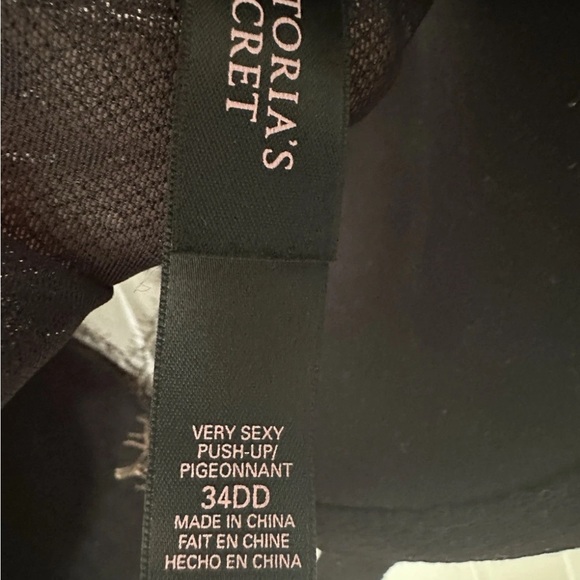 TORIA'S
CRET
VERY SEXY
PUSH-UP/
PIGEONNANT
34DD
MADE IN CHINA
FAIT EN CHINE
HECHO EN CHINA